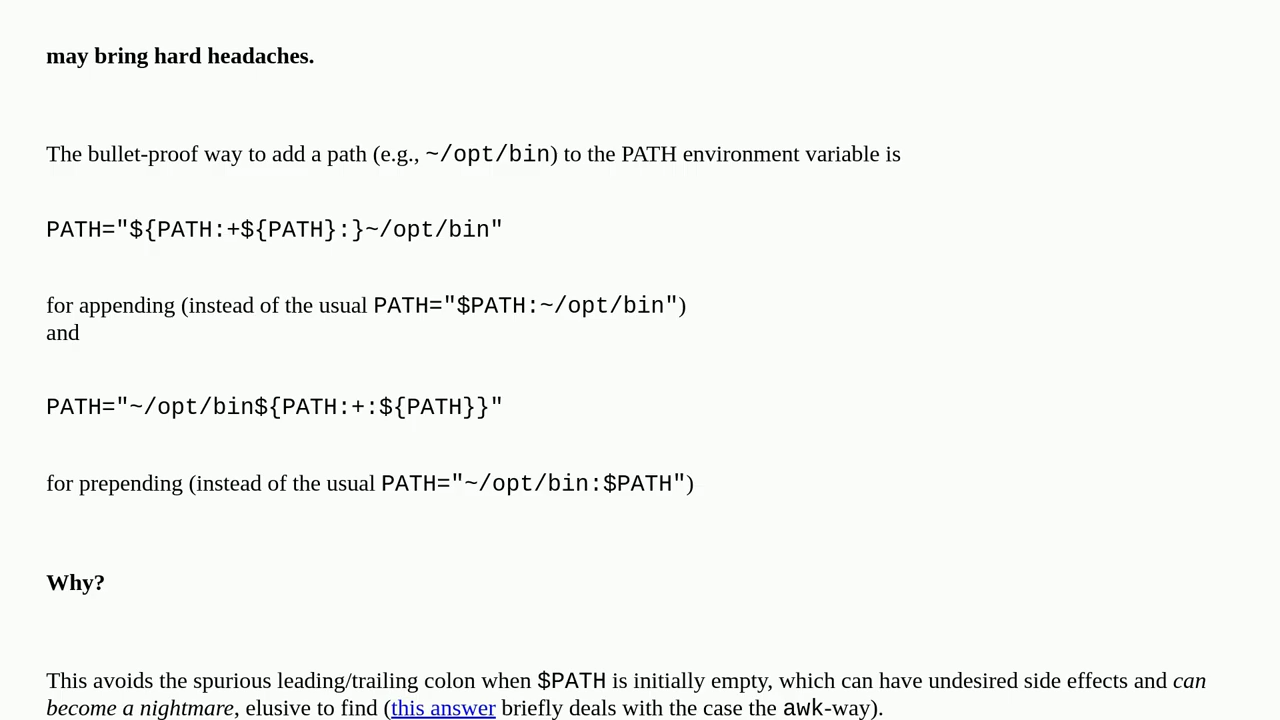 may bring hard headaches.
The bullet-proof way to add a path (e.g., ~/opt/bin) to the PATH environment variable is
PATH="${PATH:+${PATH}:}~/opt/bin"
for appending (instead of the usual PATH="$PATH:~/opt/bin")
and
PATH="~/opt/bin${PATH:+:${PATH}}"
for prepending (instead of the usual PATH="~/opt/bin:$PATH")
Why?
This avoids the spurious leading/trailing colon when $PATH is initially empty, which can have undesired side effects and can
become a nightmare, elusive to find (this answer briefly deals with the case the awk-way).